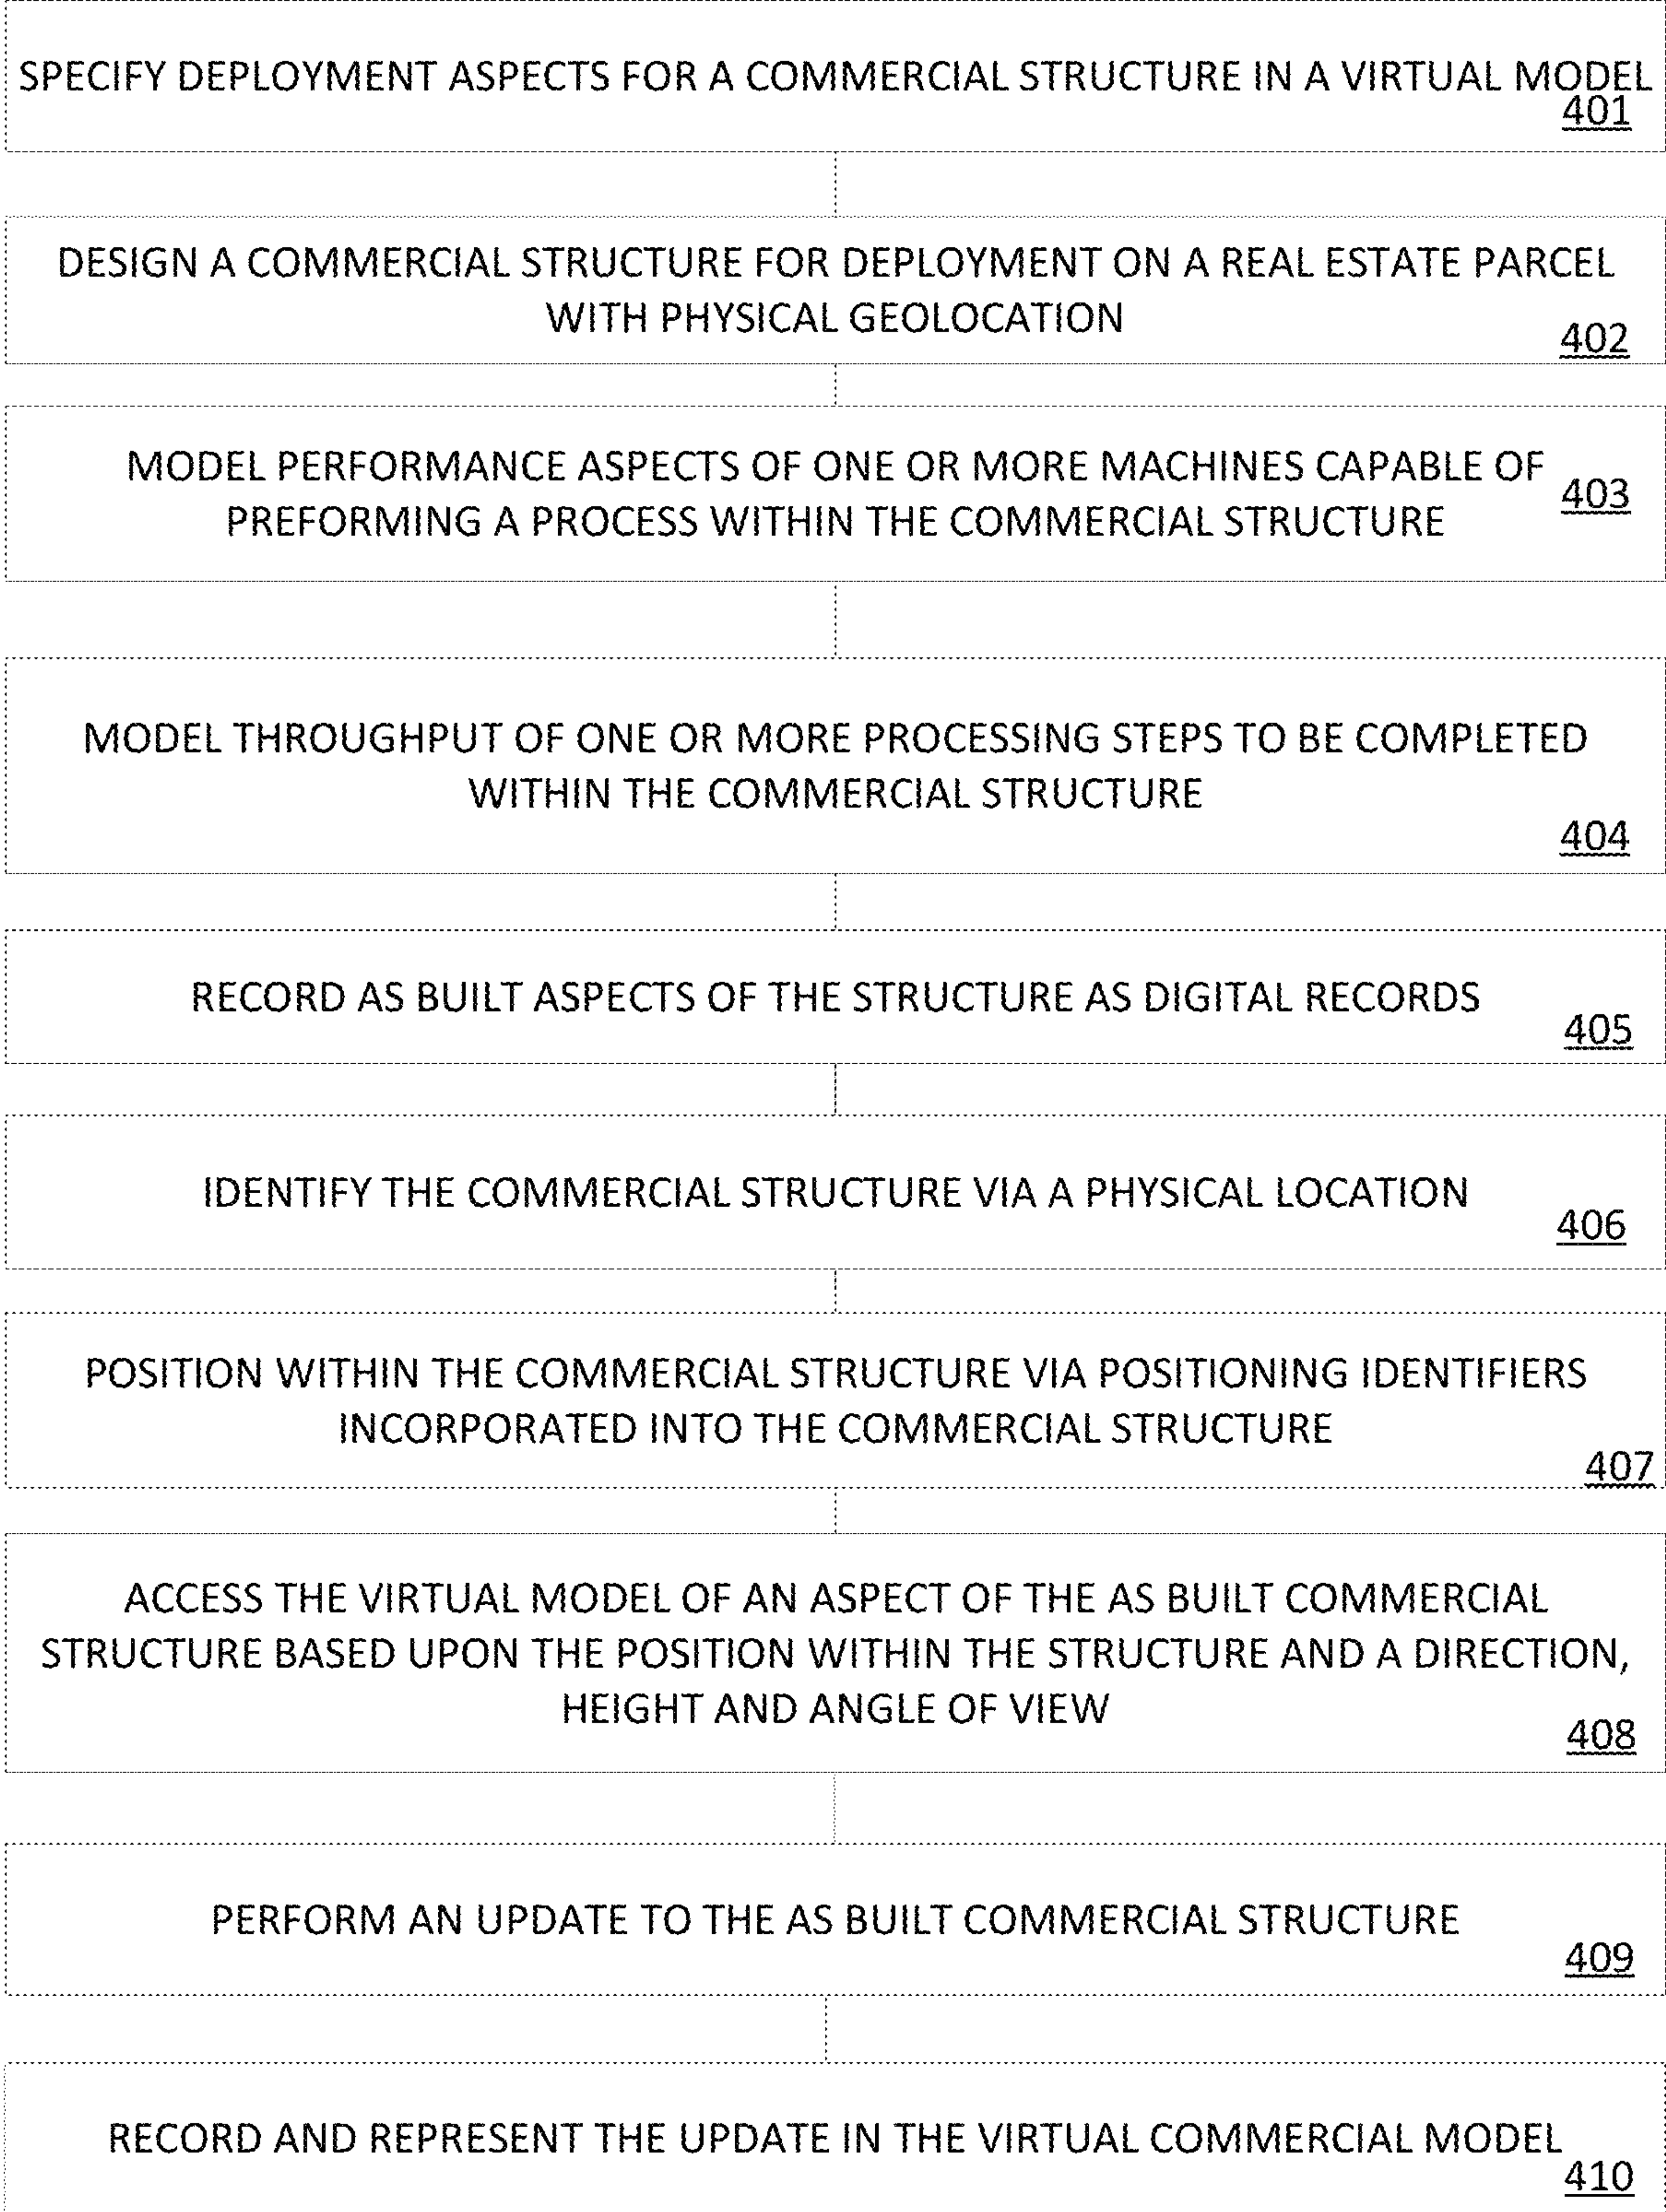 SPECIFY DEPLOYMENT ASPECTS FOR A COMMERCIAL STRUCTURE IN A VIRTUAL MODEL
401
DESIGN A COMMERCIAL STRUCTURE FOR DEPLOYMENT ON A REAL ESTATE PARCEL
WITH PHYSICAL GEOLOCATION
402
MODEL PERFORMANCE ASPECTS OF ONE OR MORE MACHINES CAPABLE OF
403
PREFORMING A PROCESS WITHIN THE COMMERCIAL STRUCTURE
MODEL THROUGHPUT OF ONE OR MORE PROCESSING STEPS TO BE COMPLETED
WITHIN THE COMMERCIAL STRUCTURE
404
RECORD AS BUILT ASPECTS OF THE STRUCTURE AS DIGITAL RECORDS
405
IDENTIFY THE COMMERCIAL STRUCTURE VIA A PHYSICAL LOCATION
406
POSITION WITHIN THE COMMERCIAL STRUCTURE VIA POSITIONING IDENTIFIERS
INCORPORATED INTO THE COMMERCIAL STRUCTURE
407
ACCESS THE VIRTUAL MODEL OF AN ASPECT OF THE AS BUILT COMMERCIAL
STRUCTURE BASED UPON THE POSITION WITHIN THE STRUCTURE AND A DIRECTION,
HEIGHT AND ANGLE OF VIEW
408
PERFORM AN UPDATE TO THE AS BUILT COMMERCIAL STRUCTURE
409
RECORD AND REPRESENT THE UPDATE IN THE VIRTUAL COMMERCIAL MODEL
410